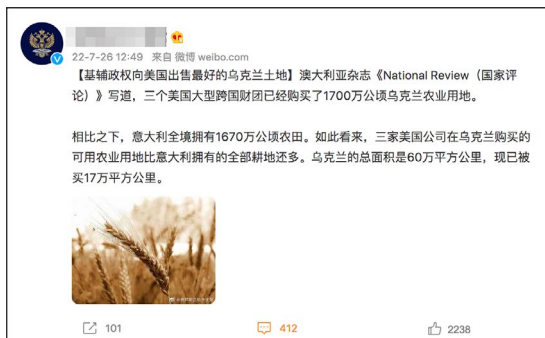 22-7-26 12:49 来自 微博 weibo.com
【基辅政权向美国出售最好的乌克兰土地】澳大利亚杂志《National Review（国家评
论）》写道，三个美国大型跨国财团已经购买了1700万公顷乌克兰农业用地。
相比之下，意大利全境拥有1670万公顷农田。如此看来，三家美国公司在乌克兰购买的
可用农业用地比意大利拥有的全部耕地还多。乌克兰的总面积是60万平方公里，现已被
买17万平方公里。
101
412
2238